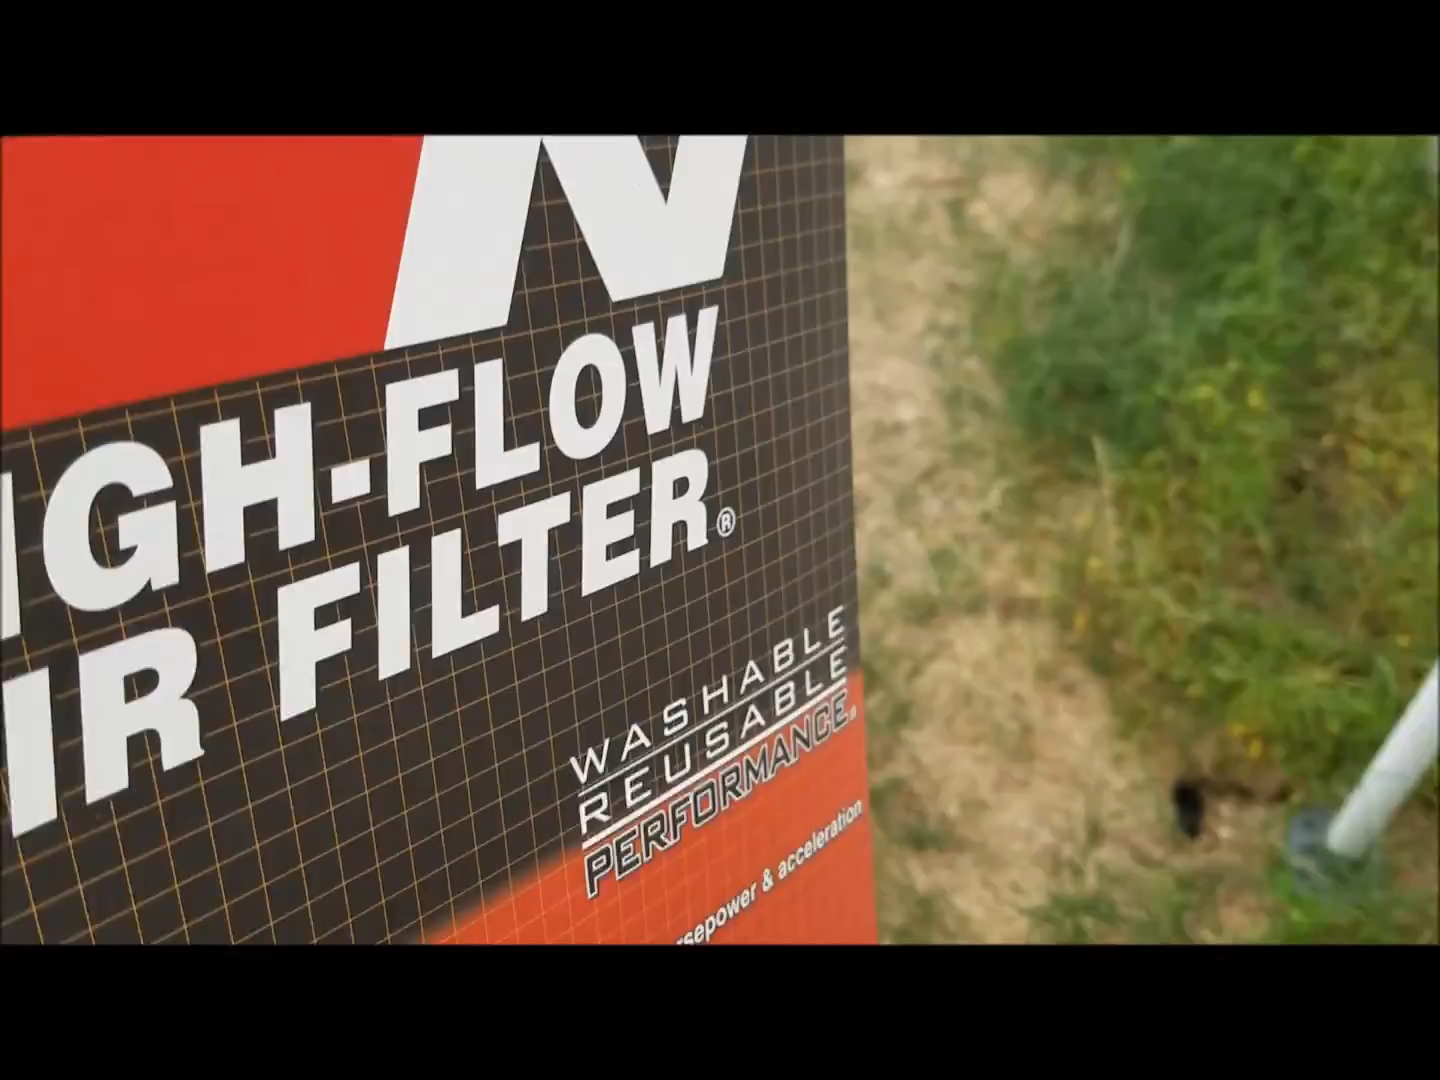 N
IGH-FLOW
IR FILTER®
WASHABLE
REUSABLE
PERFORMANCE
rsepower & acceleration